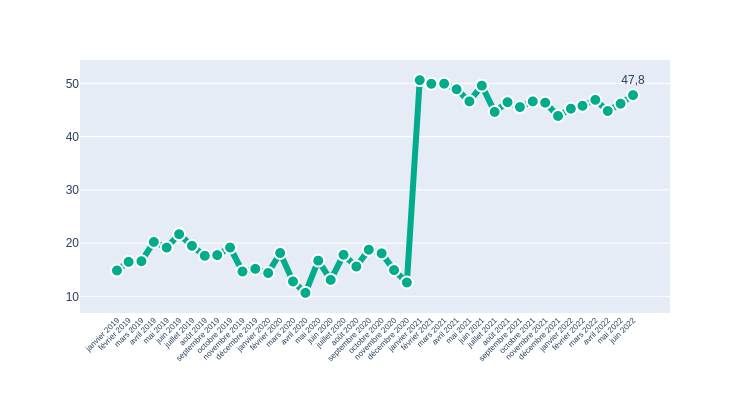 47,8
50
40
30
20
10
janvier 2019
février 2019
mars 2019
avril 2019
mai 2019
juin 2019
juillet 2019
août 2019
septembre 2019
octobre 2019
novembre 2019
décembre 2019
janvier 2020
février 2020
mars 2020
avril 2020
mai 2020
juin 2020
juillet 2020
août 2020
septembre 2020
octobre 2020
novembre 2020
décembre 2020
janvier 2021
février 2021
mars 2021
avril 2021
mai 2021
juin 2021
juillet 2021
août 2021
septembre 2021
octobre 2021
novembre 2021
décembre 2021
janvier 2022
février 2022
mars 2022
avril 2022
mai 2022
juin 2022